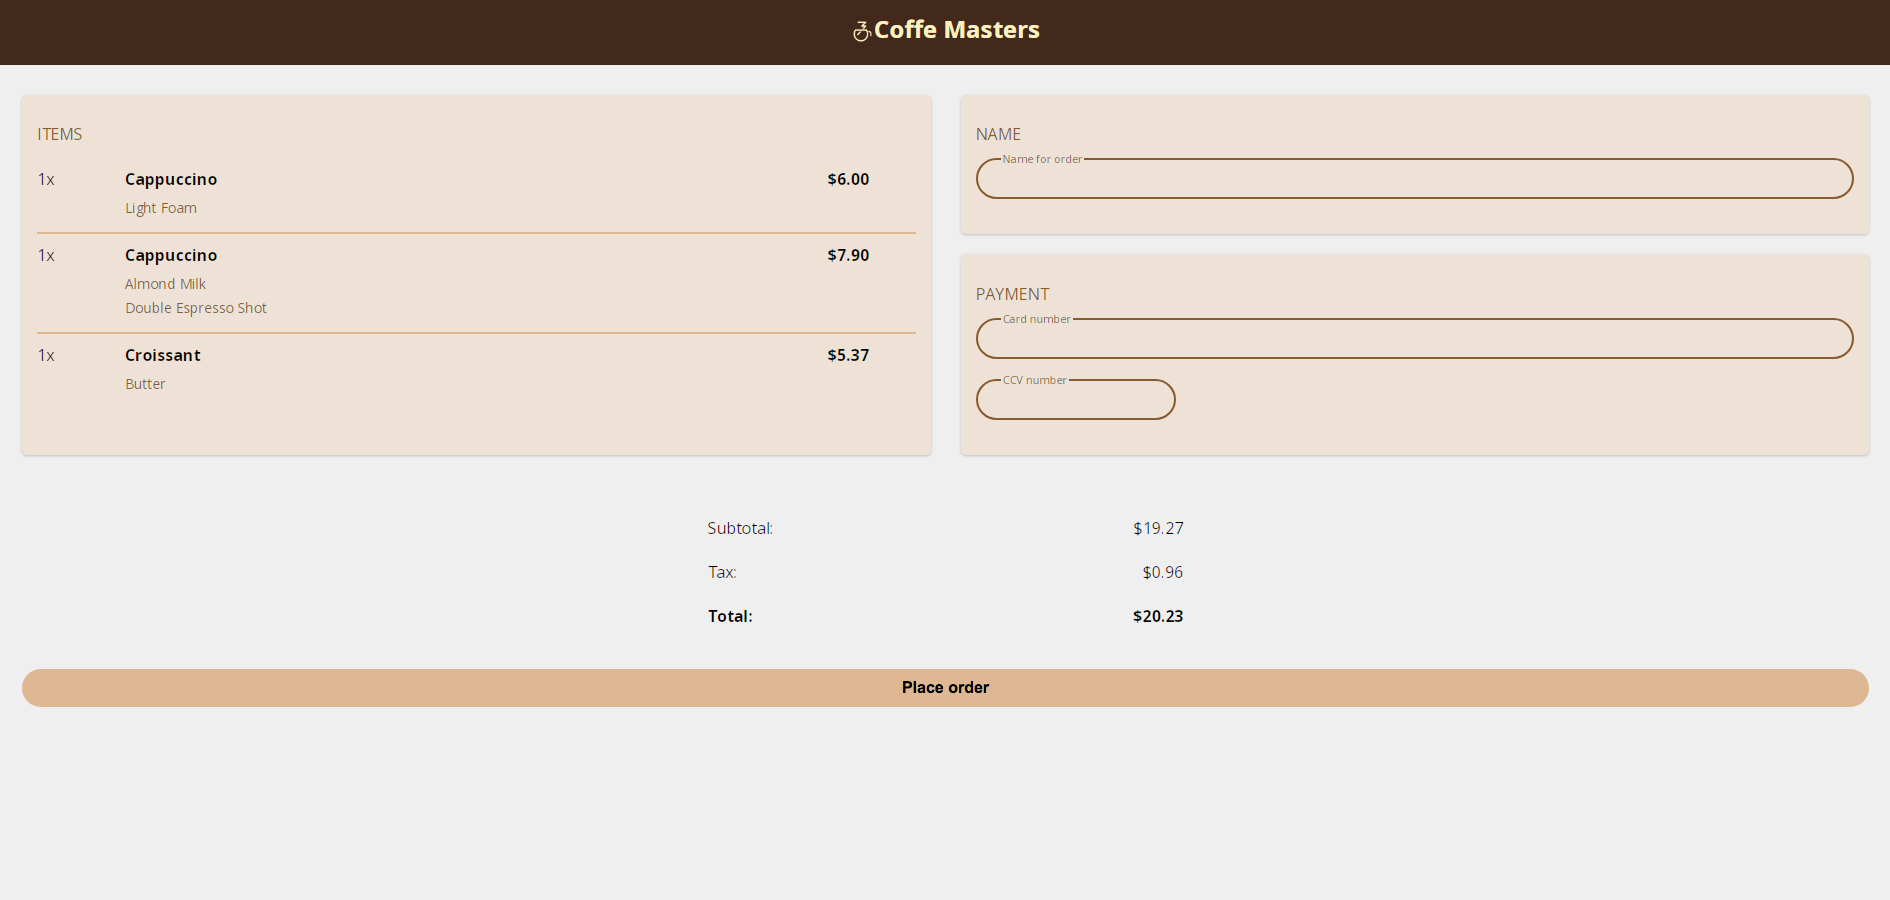 Coffe Masters
ITEMS
1x Cappuccino $6.00
Light Foam
1x Cappuccino $7.90
Almond Milk
Double Espresso Shot
1x Croissant $5.37
Butter
NAME
Name for order
PAYMENT
Card number
CCV number
Subtotal: $19.27
Tax: $0.96
Total: $20.23
Place order